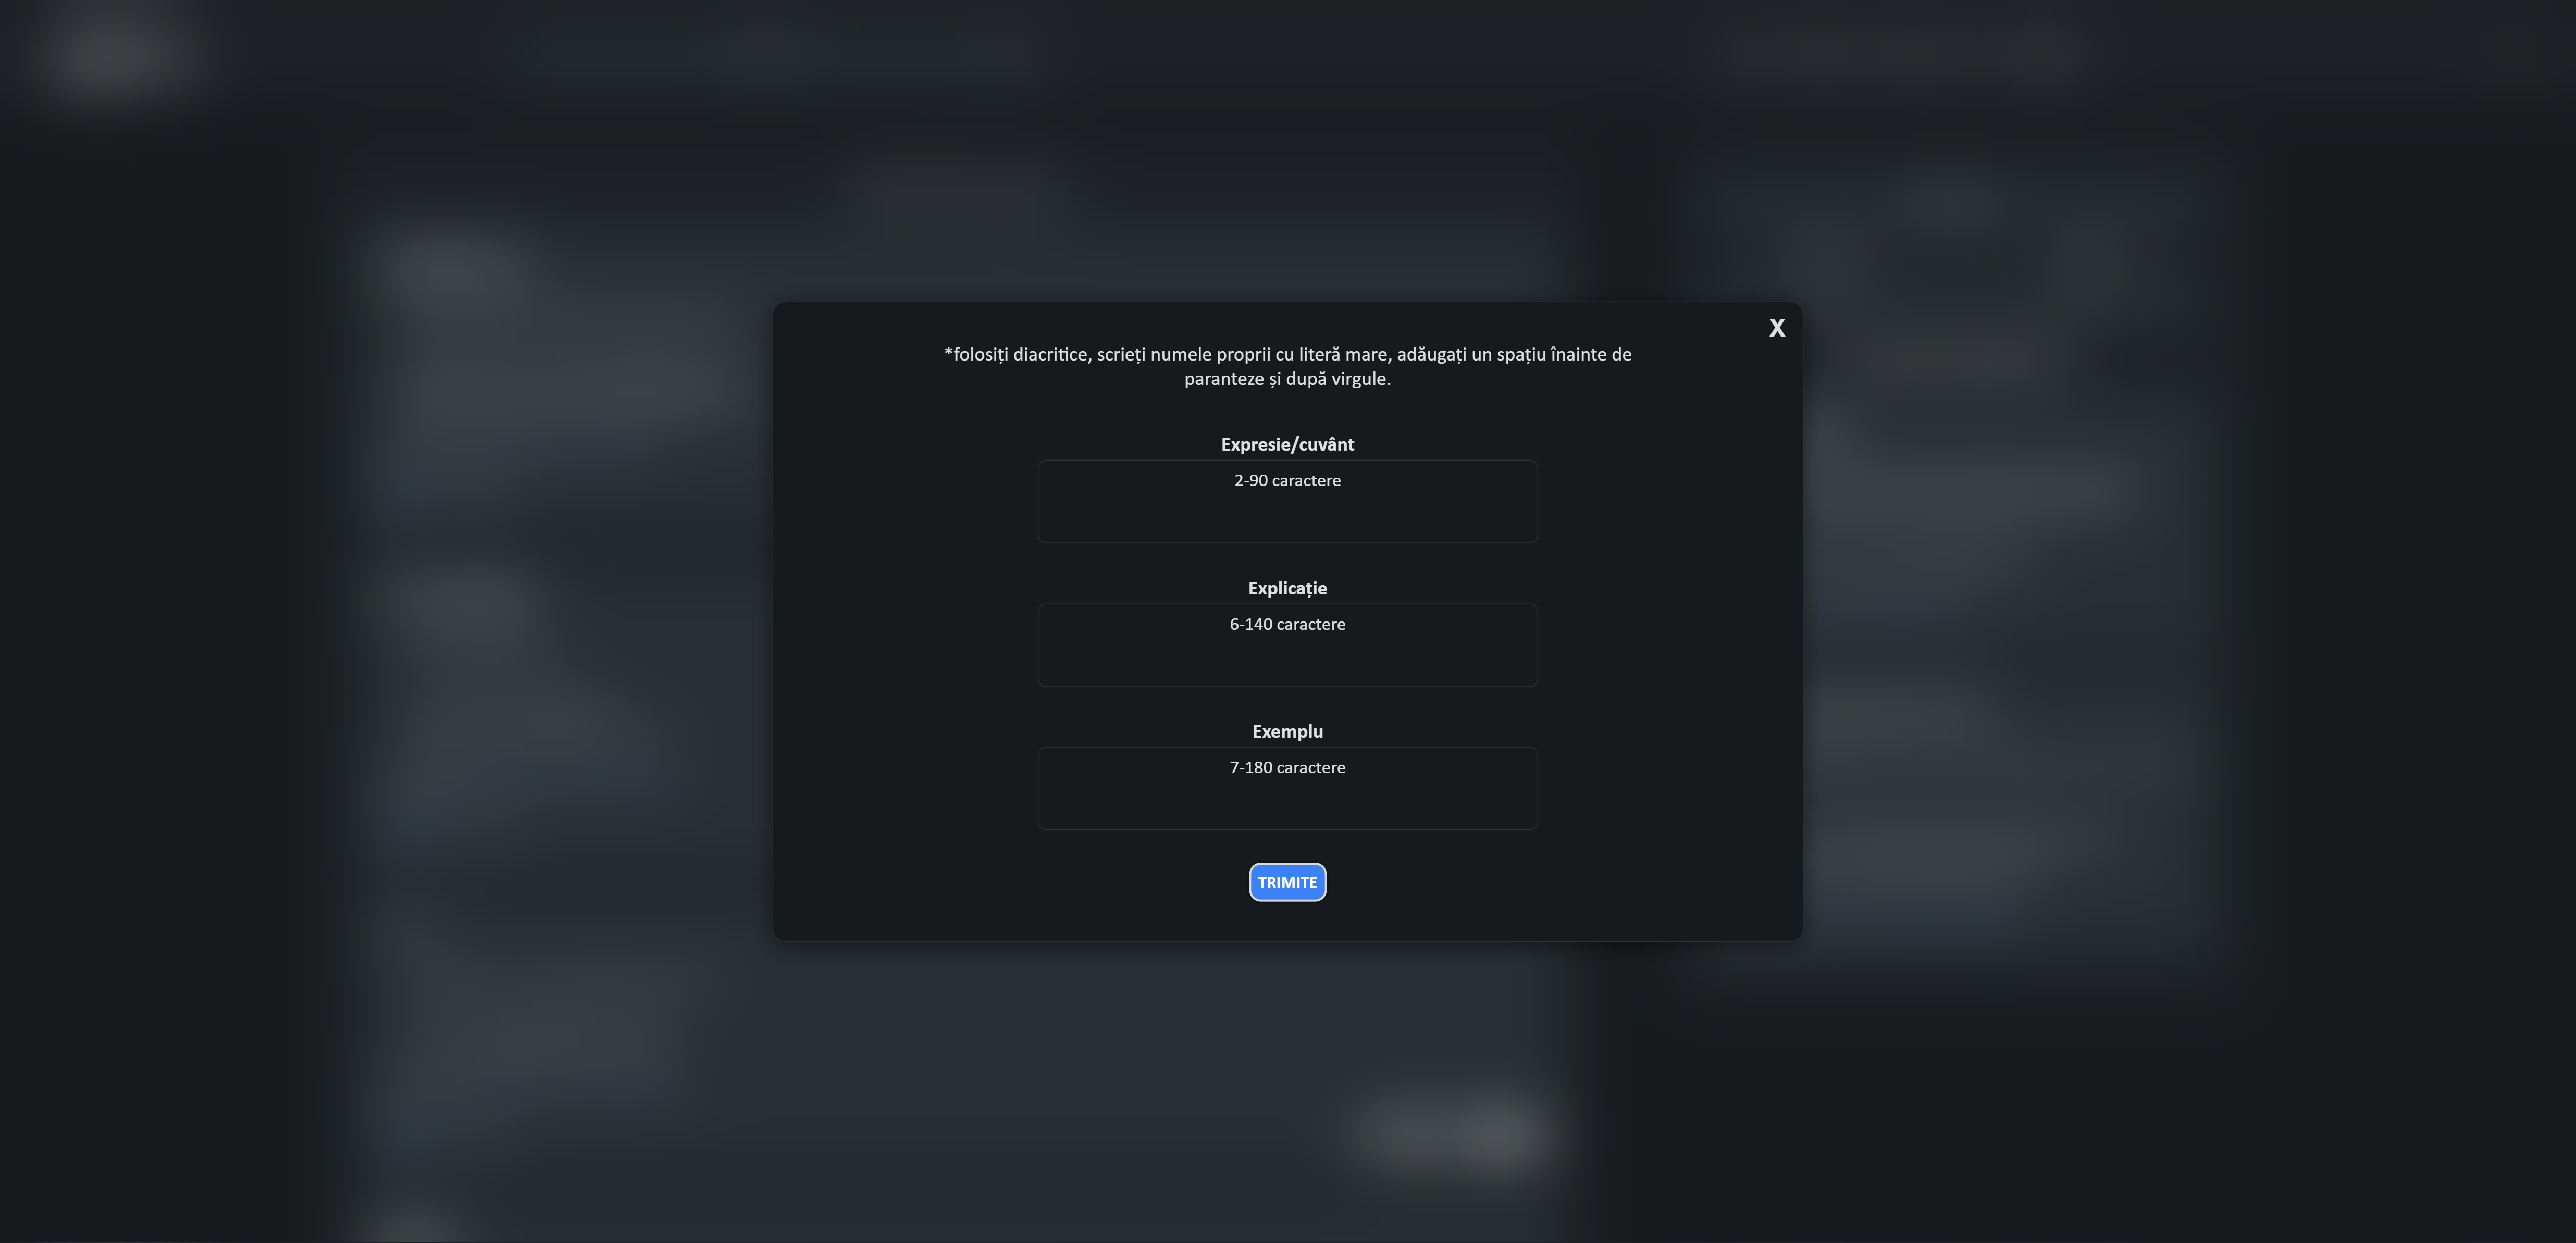 X
*folosiți diacritice, scrieți numele proprii cu literă mare, adăugați un spațiu înainte de
paranteze și după virgule.
Expresie/cuvânt
2-90 caractere
Explicație
6-140 caractere
Exemplu
7-180 caractere
TRIMITE